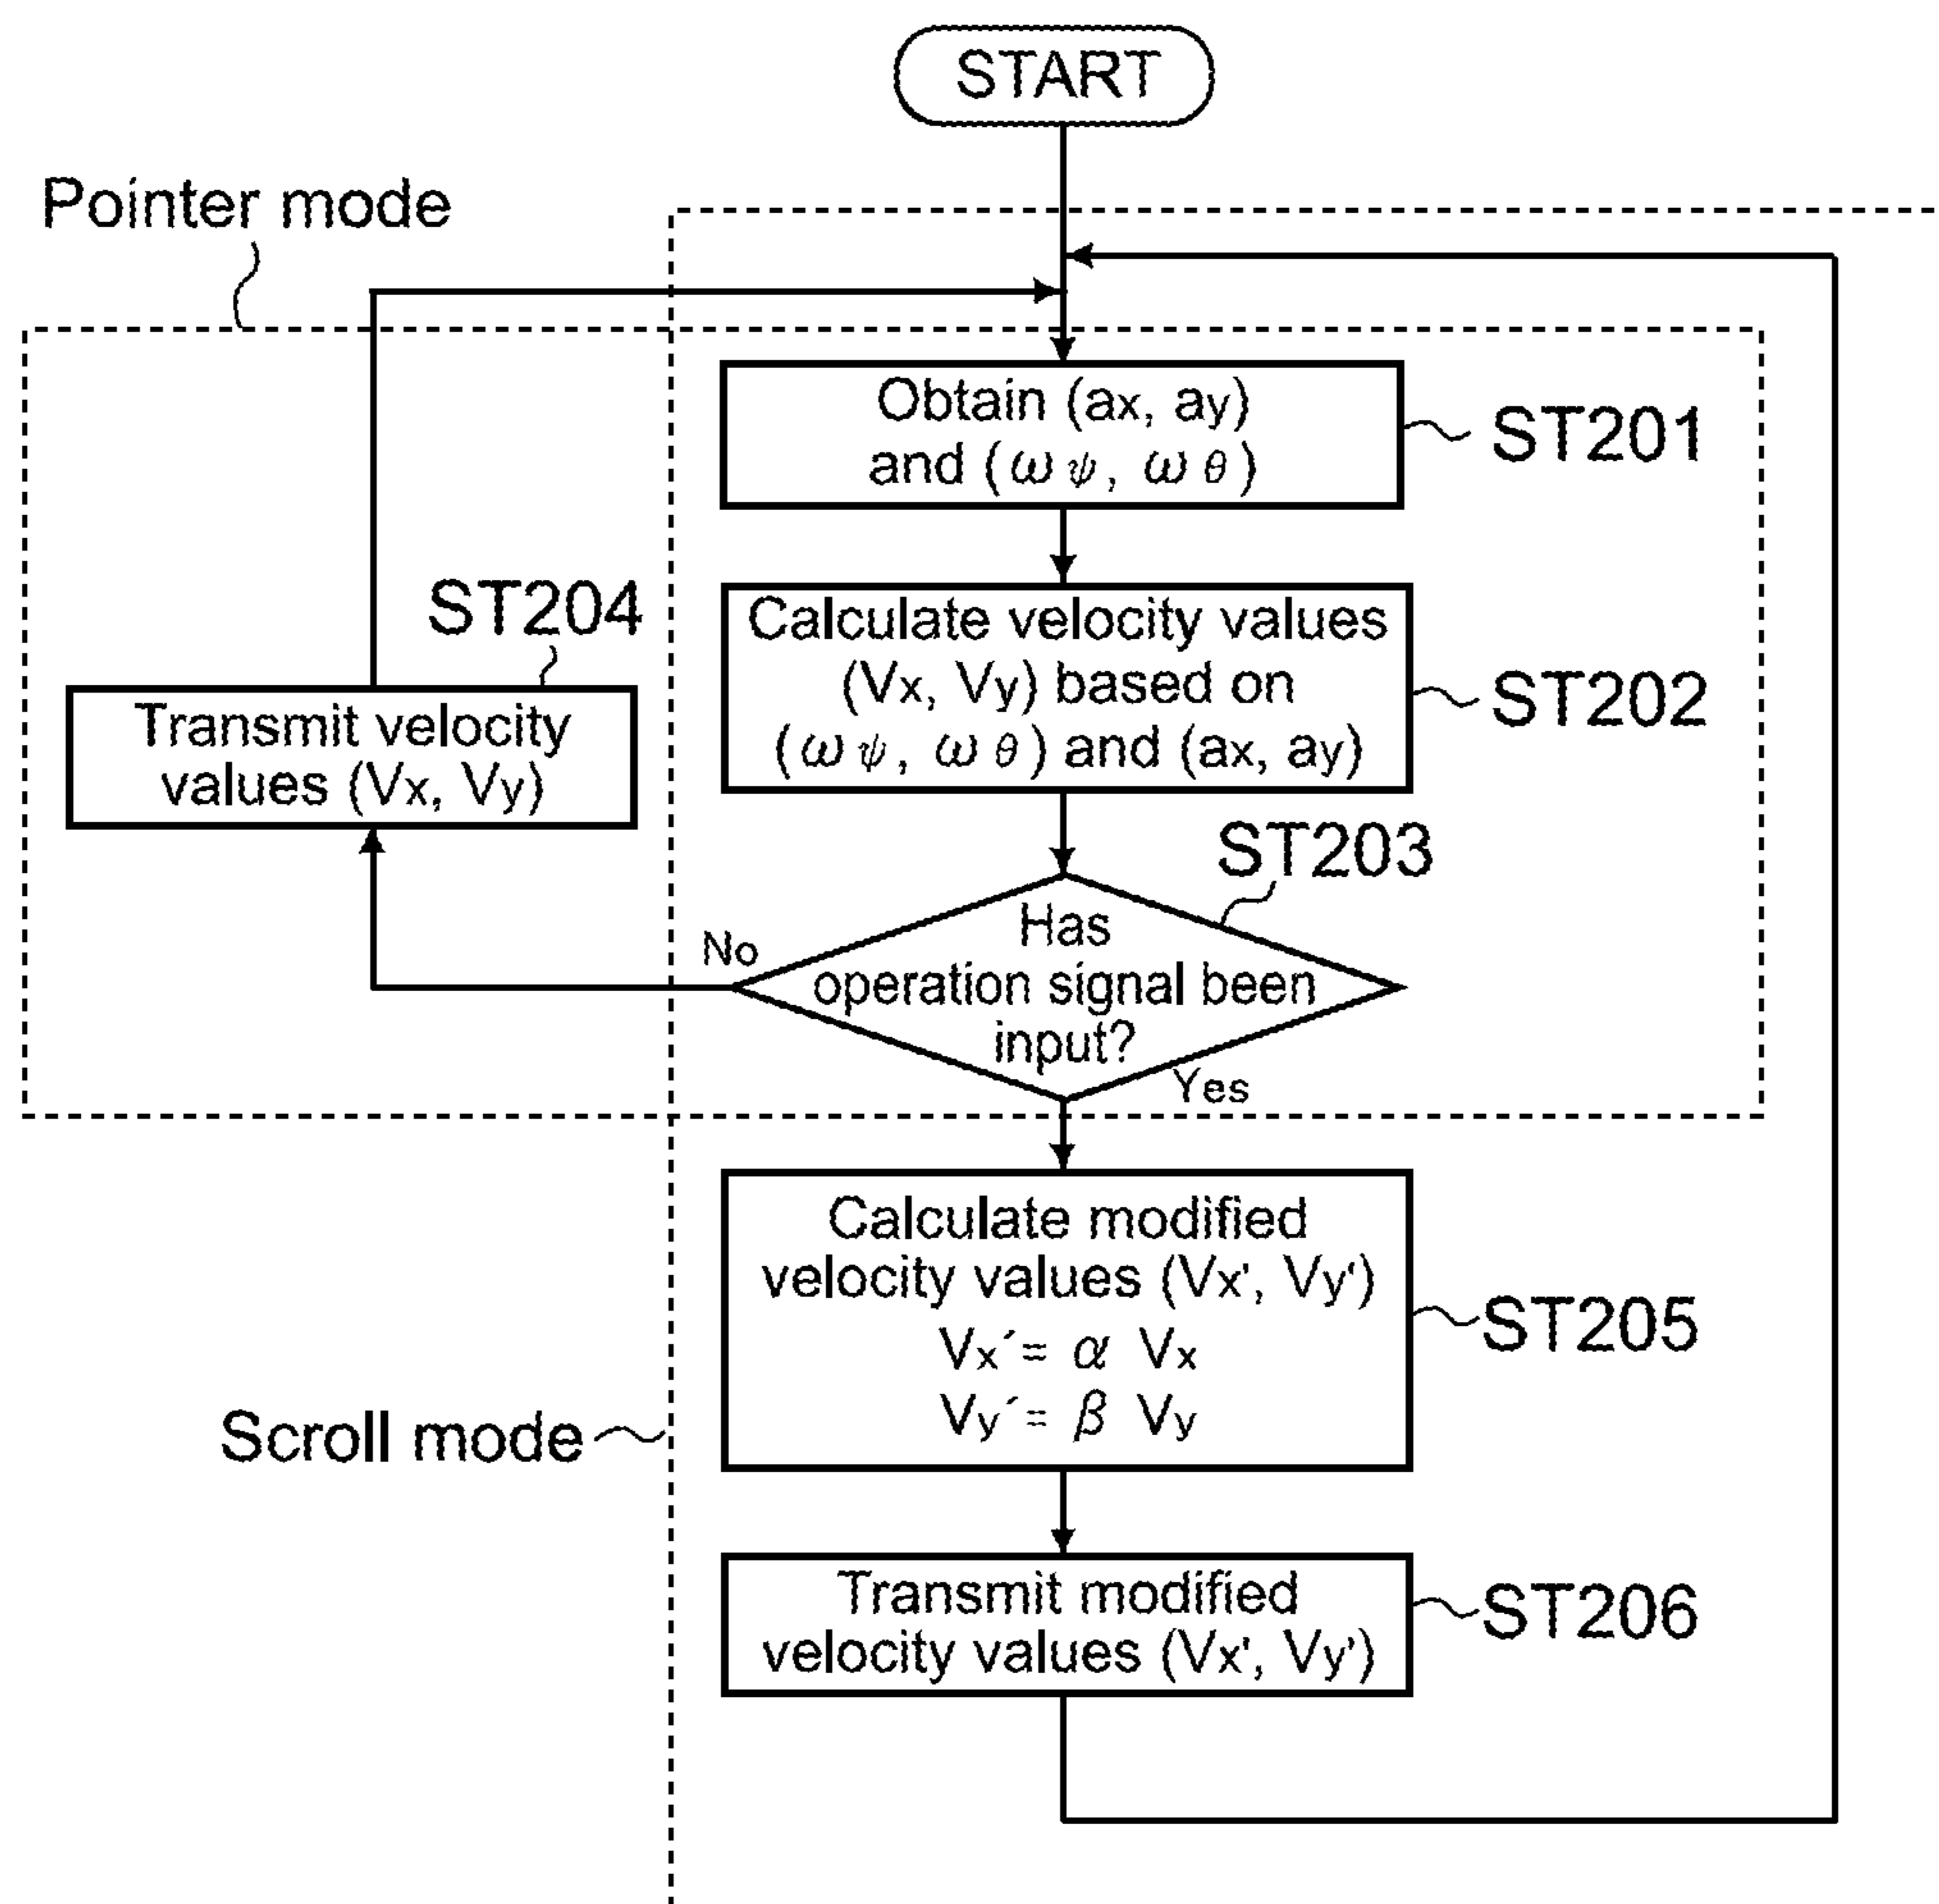 START
Pointer mode
Obtain (ax, ay)
and (ωψ, ωθ)
ST201
ST204
Calculate velocity values
(Vx, Vy) based on
(ωψ, ωθ) and (ax, ay)
ST202
Transmit velocity
values (Vx, Vy)
ST203
Has
operation signal been
input?
No
Yes
Calculate modified
velocity values (Vx', Vy')
Vx´= α Vx
Vy´= β Vy
ST205
Scroll mode
Transmit modified
velocity values (Vx', Vy')
ST206